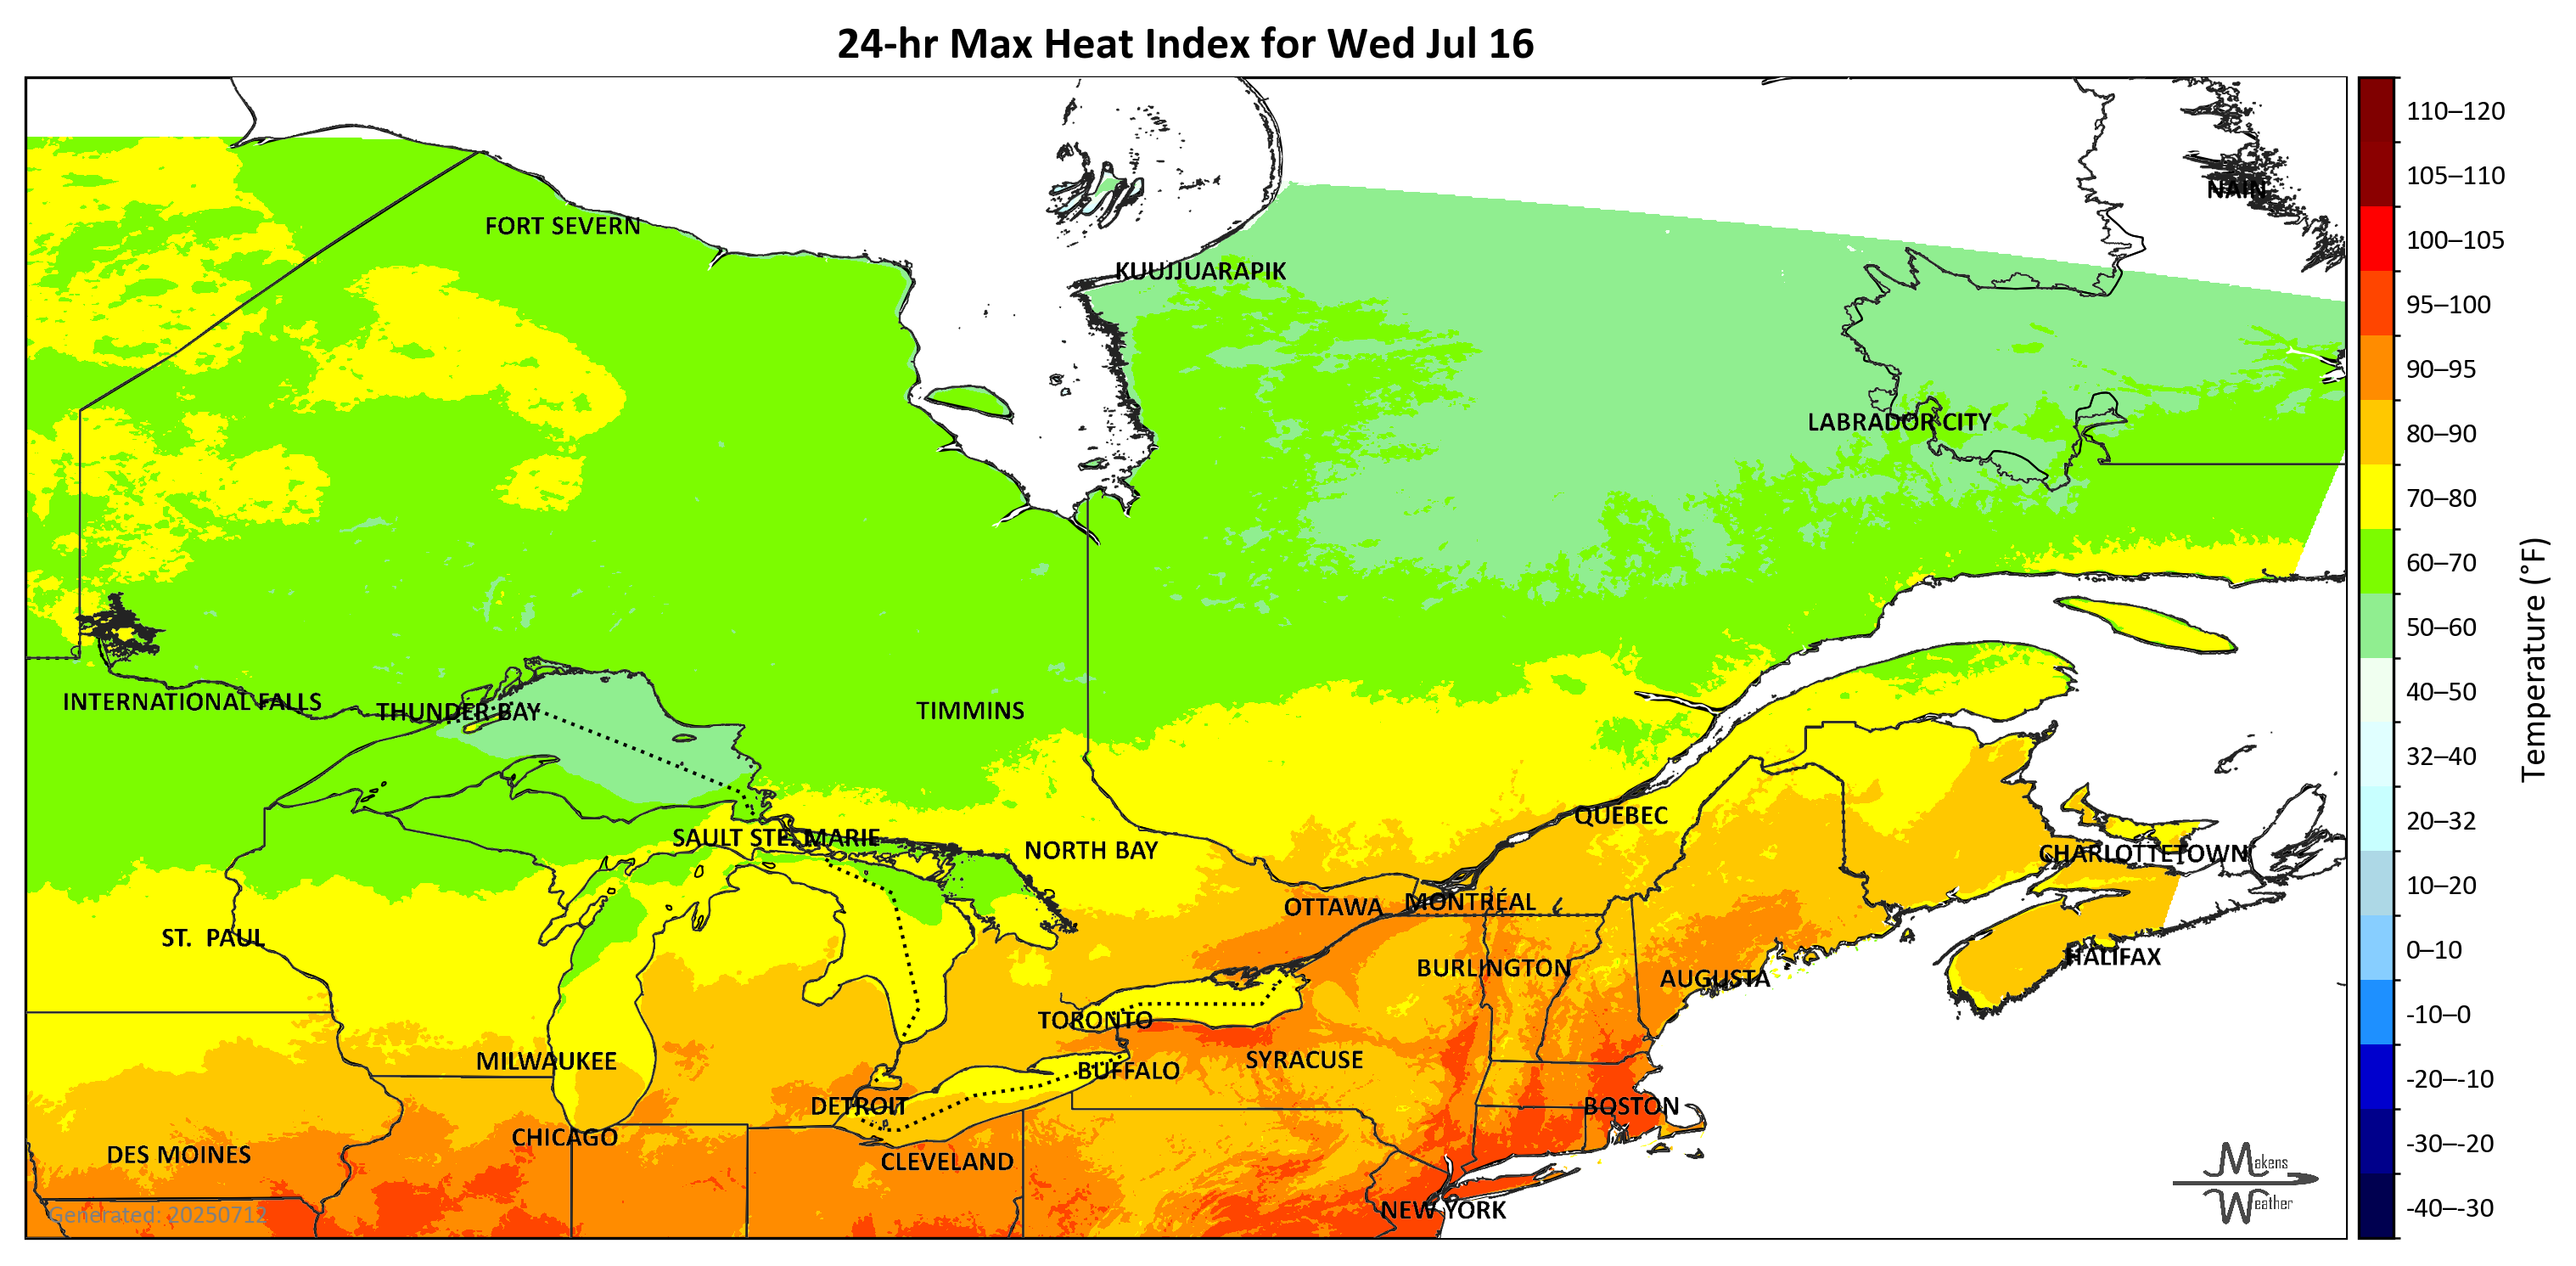 24-hr Max Heat Index for Wed Jul 16
110–120
105–110
100–105
95–100
90–95
80–90
70–80
60–70
50–60
40–50
32–40
20–32
10–20
0–10
-10–0
-20–-10
-30–-20
-40–-30
Temperature (°F)
NAIN
FORT SEVERN
KUUJJUARAPIK
LABRADOR CITY
INTERNATIONAL FALLS
THUNDER BAY
TIMMINS
QUÉBEC
SAULT STE. MARIE
NORTH BAY
CHARLOTTETOWN
OTTAWA
MONTRÉAL
ST. PAUL
HALIFAX
BURLINGTON
AUGUSTA
TORONTO
MILWAUKEE
SYRACUSE
BUFFALO
DETROIT
BOSTON
CHICAGO
DES MOINES
CLEVELAND
NEW YORK
Generated: 20250712
Makens
Weather